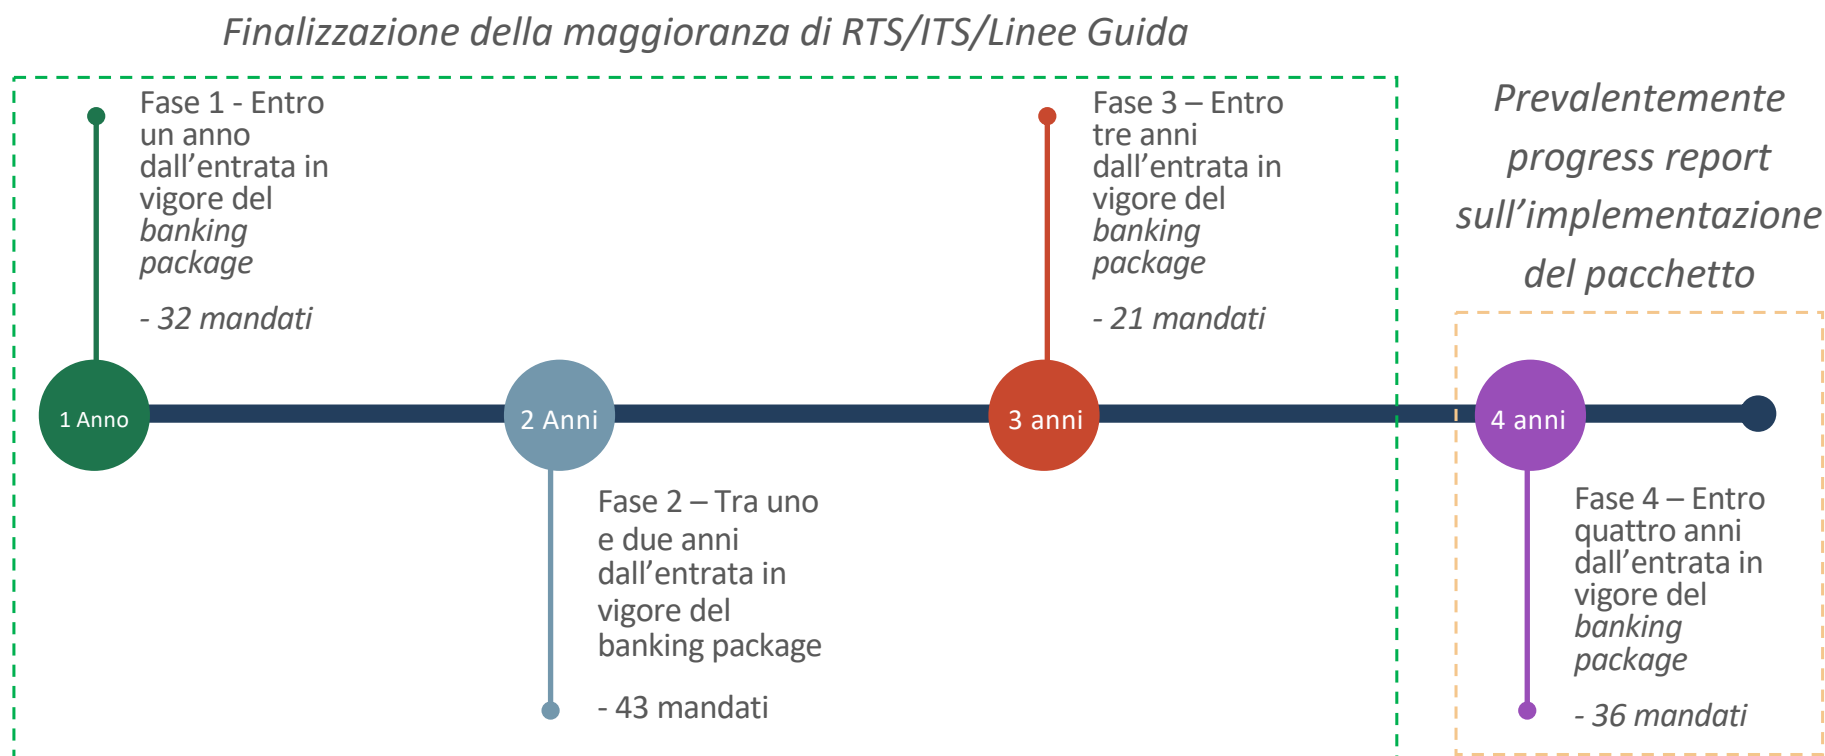 Finalizzazione della maggioranza di RTS/ITS/Linee Guida
Fase 1 - Entro
un anno
dall’entrata in
vigore del
banking
package
- 32 mandati
Fase 3 – Entro
tre anni
dall’entrata in
vigore del
banking
package
- 21 mandati
Prevalentemente
progress report
sull’implementazione
del pacchetto
1 Anno
2 Anni
3 anni
4 anni
Fase 2 – Tra uno
e due anni
dall’entrata in
vigore del
banking package
- 43 mandati
Fase 4 – Entro
quattro anni
dall’entrata in
vigore del
banking
package
- 36 mandati